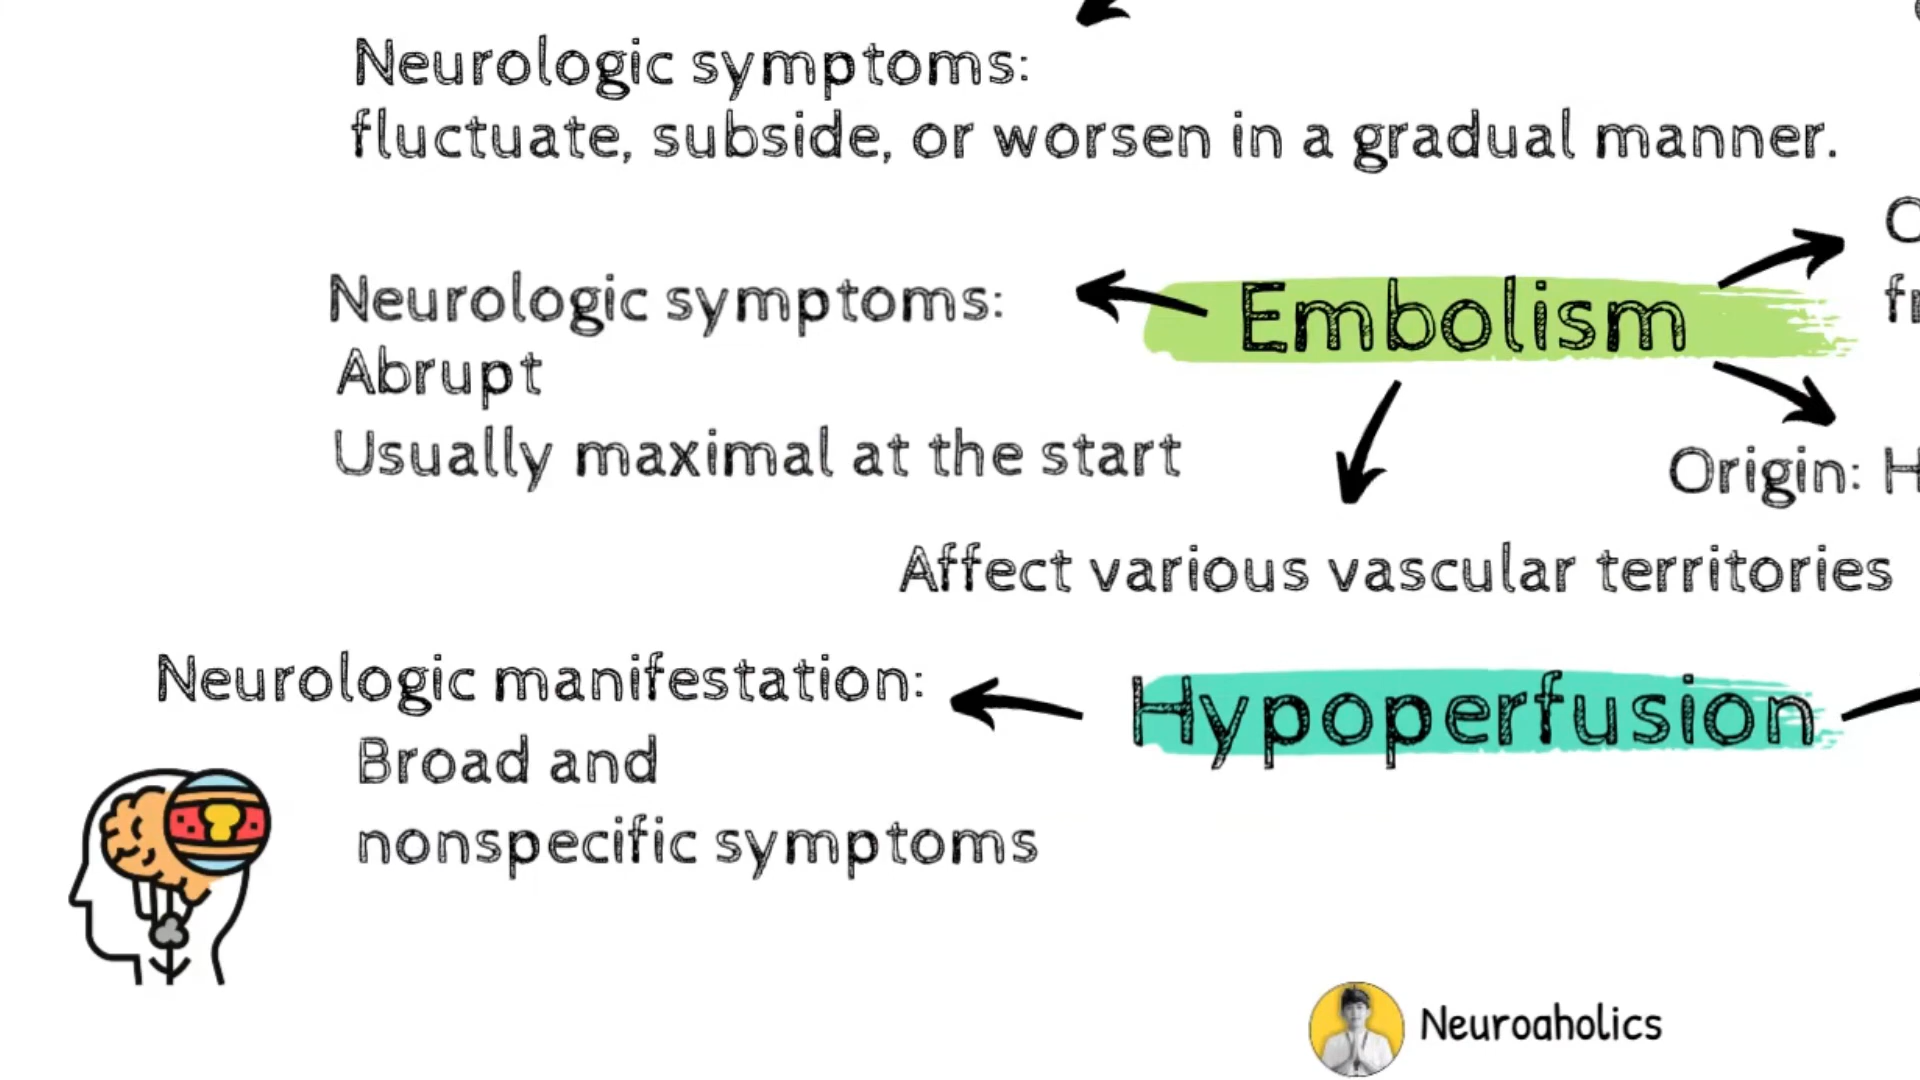 Neurologic symptoms:
fluctuate, subside, or worsen in a gradual manner.
Neurologic symptoms:
Abrupt
Usually maximal at the start
Embolism
Origin:
Affect various vascular territories
Neurologic manifestation:
Broad and
nonspecific symptoms
Hypoperfusion
Neuroaholics